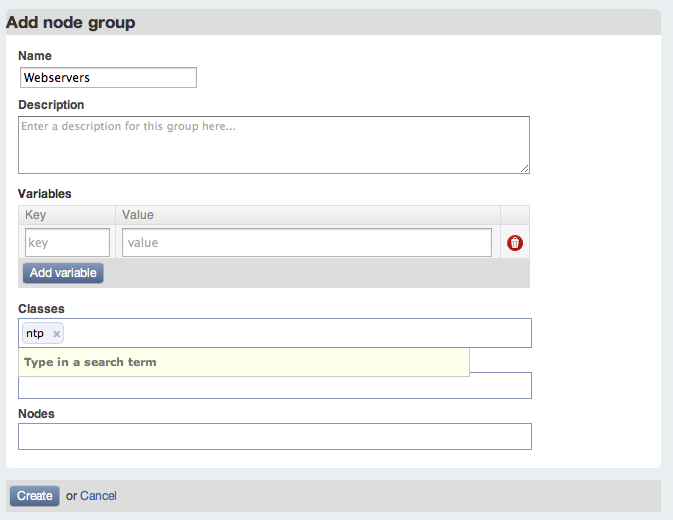 Add node group
Name
Webservers
Description
Enter a description for this group here...
Variables
Key Value
key value
Add variable
Classes
ntp x
Type in a search term
Nodes
Create or Cancel